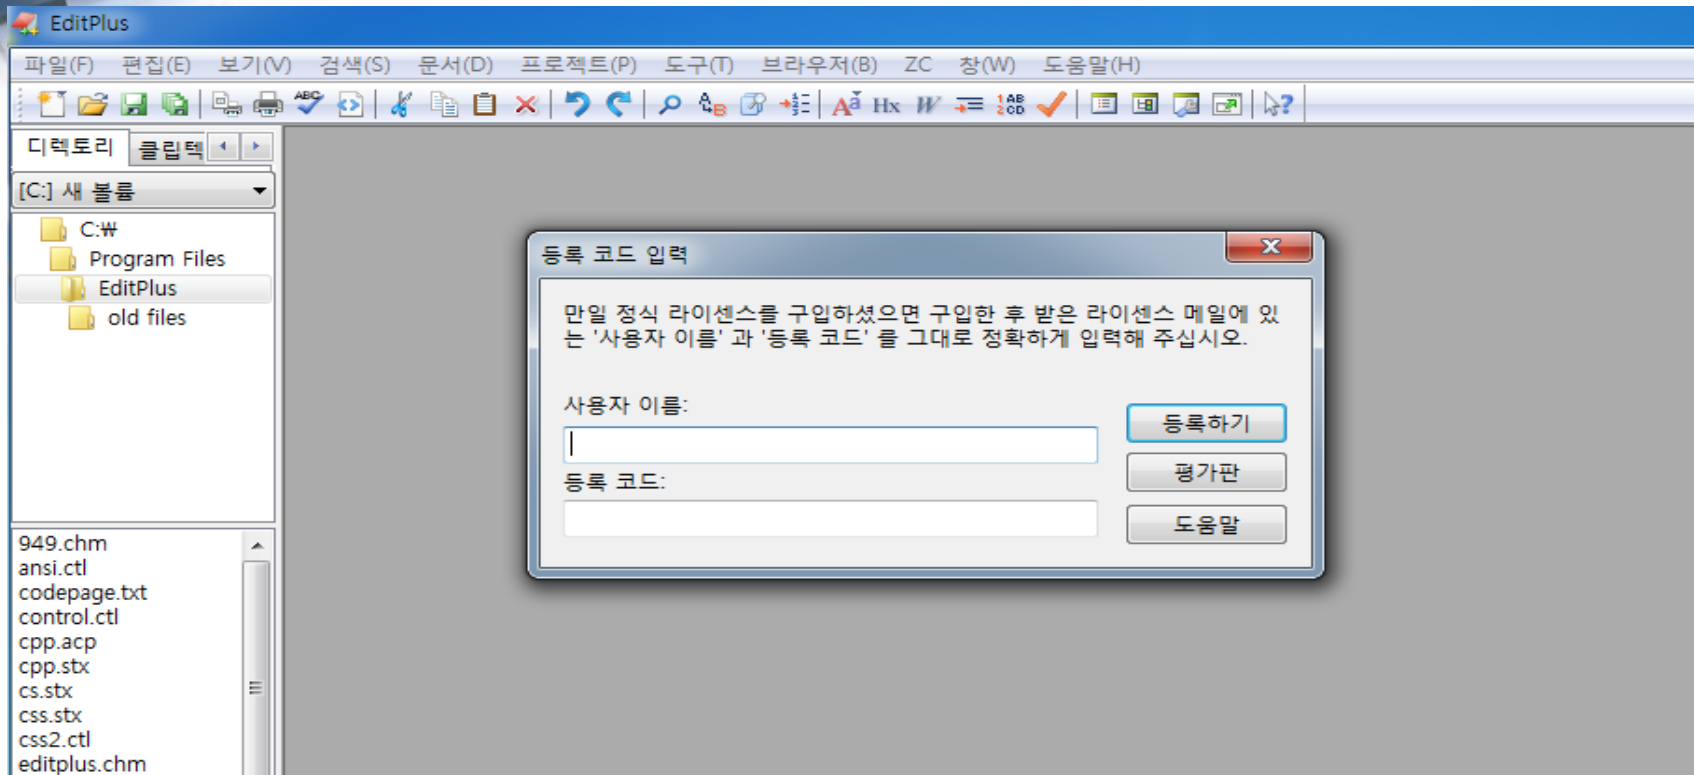 EditPlus
파일(F) 편집(E) 보기(V) 검색(S) 문서(D) 프로젝트(P) 도구(T) 브라우저(B) ZC 창(W) 도움말(H)
디렉토리 클립텍
[C:] 새 볼륨
C:₩
Program Files
EditPlus
old files
949.chm
ansi.ctl
codepage.txt
control.ctl
cpp.acp
cpp.stx
cs.stx
css.stx
css2.ctl
editplus.chm
등록 코드 입력
만일 정식 라이센스를 구입하셨으면 구입한 후 받은 라이센스 메일에 있
는 '사용자 이름' 과 '등록 코드' 를 그대로 정확하게 입력해 주십시오.
사용자 이름:
등록 코드:
등록하기
평가판
도움말